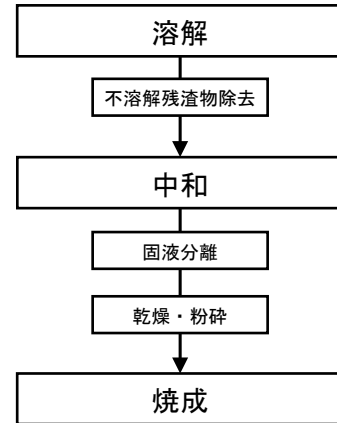 溶解
不溶解残渣物除去
中和
固液分離
乾燥・粉砕
焼成